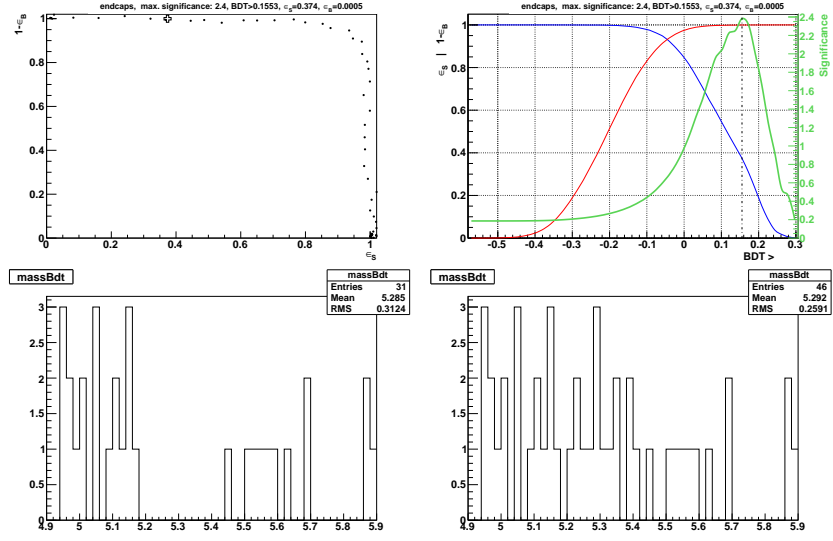 endcaps, max. significance: 2.4, BDT>0.1553, ϵS=0.374, ϵB=0.0005
1-ϵB
1
0.8
0.6
0.4
0.2
0
0 0.2 0.4 0.6 0.8 1
ϵS
endcaps, max. significance: 2.4, BDT>0.1553, ϵS=0.374, ϵB=0.0005
ϵS | 1-ϵB
1
0.8
0.6
0.4
0.2
0
-0.5 -0.4 -0.3 -0.2 -0.1 0 0.1 0.2 0.3
BDT >
Significance
2.4
2.2
2
1.8
1.6
1.4
1.2
1
0.8
0.6
0.4
0.2
0
massBdt
massBdt
Entries 31
Mean 5.285
RMS 0.3124
3
2.5
2
1.5
1
0.5
0
4.9 5 5.1 5.2 5.3 5.4 5.5 5.6 5.7 5.8 5.9
massBdt
massBdt
Entries 46
Mean 5.292
RMS 0.2591
3
2.5
2
1.5
1
0.5
0
4.9 5 5.1 5.2 5.3 5.4 5.5 5.6 5.7 5.8 5.9